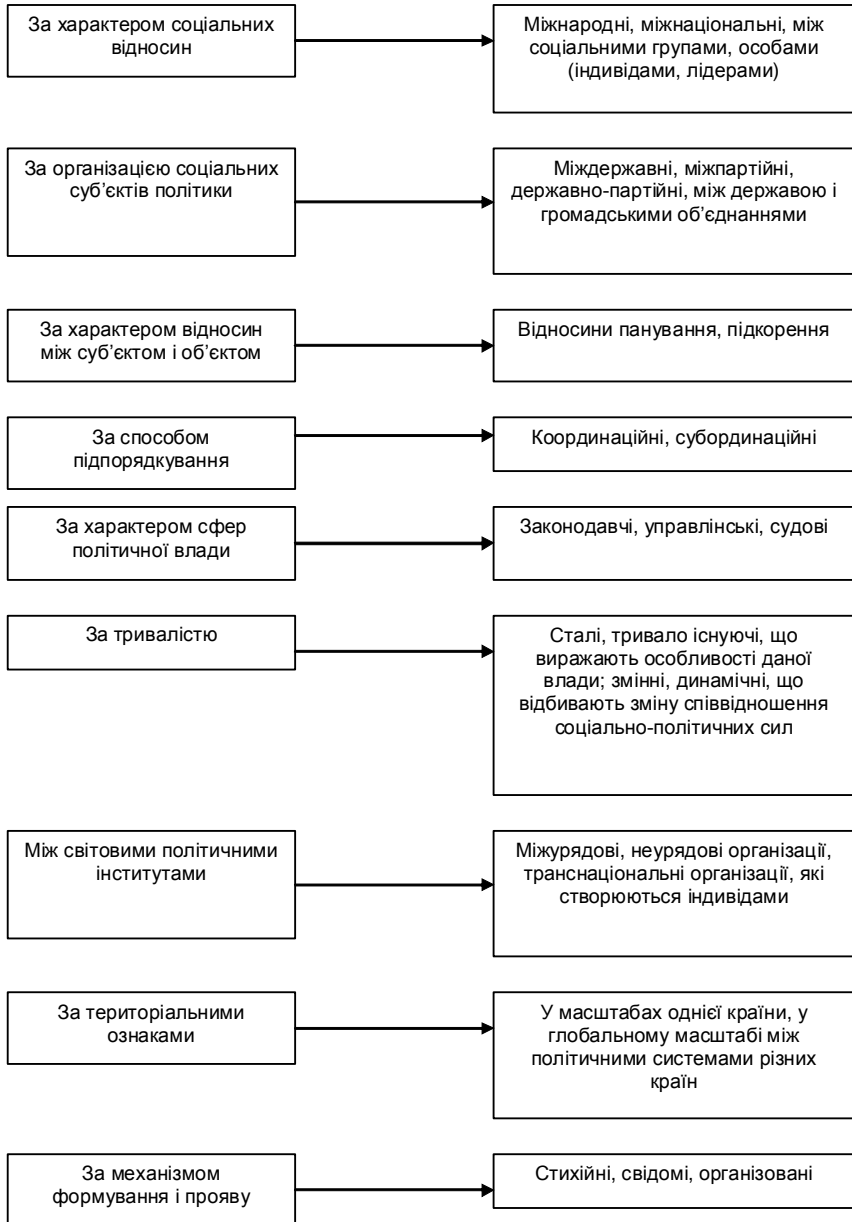 За характером соціальних
відносин
Міжнародні, міжнаціональні, між
соціальними групами, особами
(індивідами, лідерами)
За організацією соціальних
суб’єктів політики
Міждержавні, міжпартійні,
державно-партійні, між державою і
громадськими об’єднаннями
За характером відносин
між суб’єктом і об’єктом
Відносини панування, підкорення
За способом
підпорядкування
Координаційні, субординаційні
За характером сфер
політичної влади
Законодавчі, управлінські, судові
За тривалістю
Сталі, тривало існуючі, що
виражають особливості даної
влади; змінні, динамічні, що
відбивають зміну співвідношення
соціально-політичних сил
Між світовими політичними
інститутами
Міжурядові, неурядові організації,
транснаціональні організації, які
створюються індивідами
За територіальними
ознаками
У масштабах однієї країни, у
глобальному масштабі між
політичними системами різних
країн
За механізмом
формування і прояву
Стихійні, свідомі, організовані